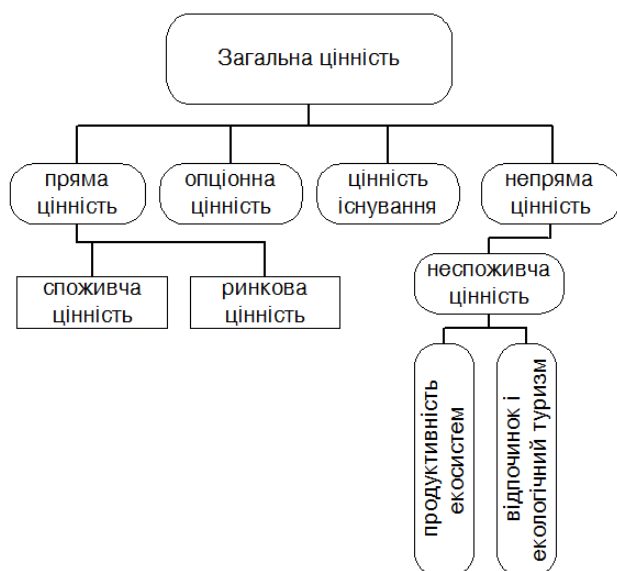 Загальна цінність
пряма
цінність
опціонна
цінність
цінність
існування
непряма
цінність
споживча
цінність
ринкова
цінність
неспоживча
цінність
продуктивність
екосистем
відпочинок і
екологічний туризм